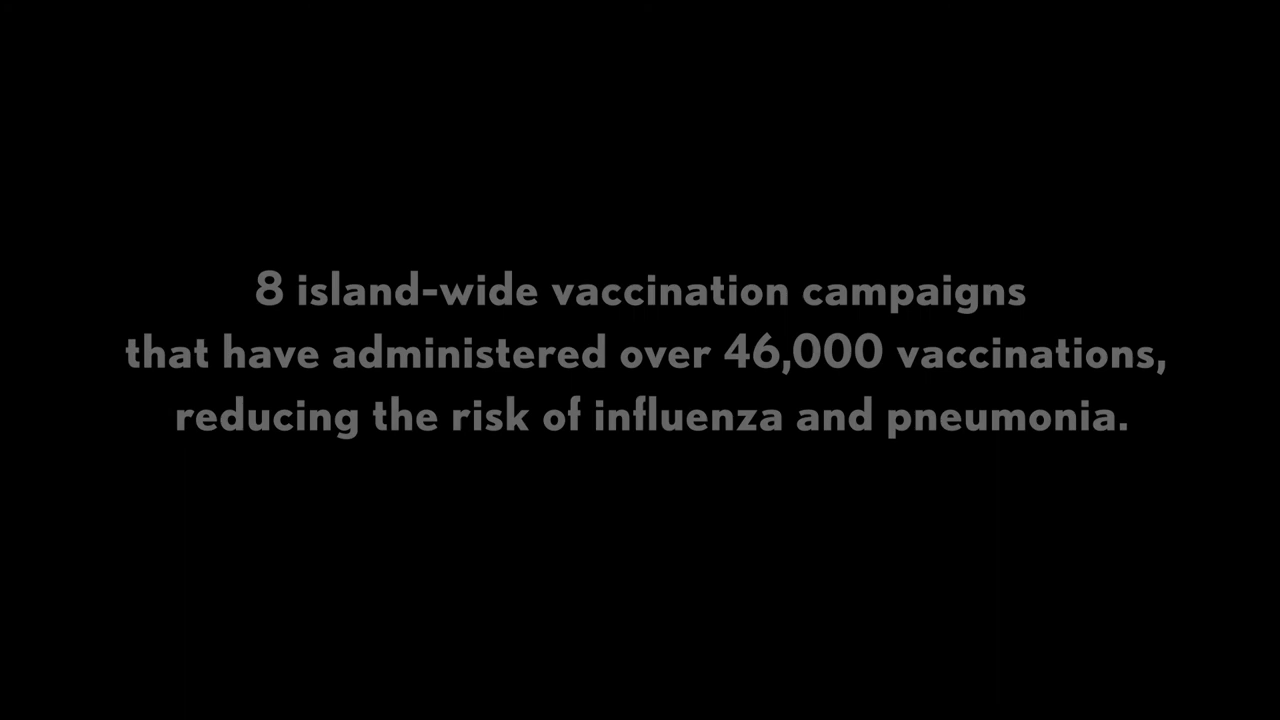 8 island-wide vaccination campaigns
that have administered over 46,000 vaccinations,
reducing the risk of influenza and pneumonia.